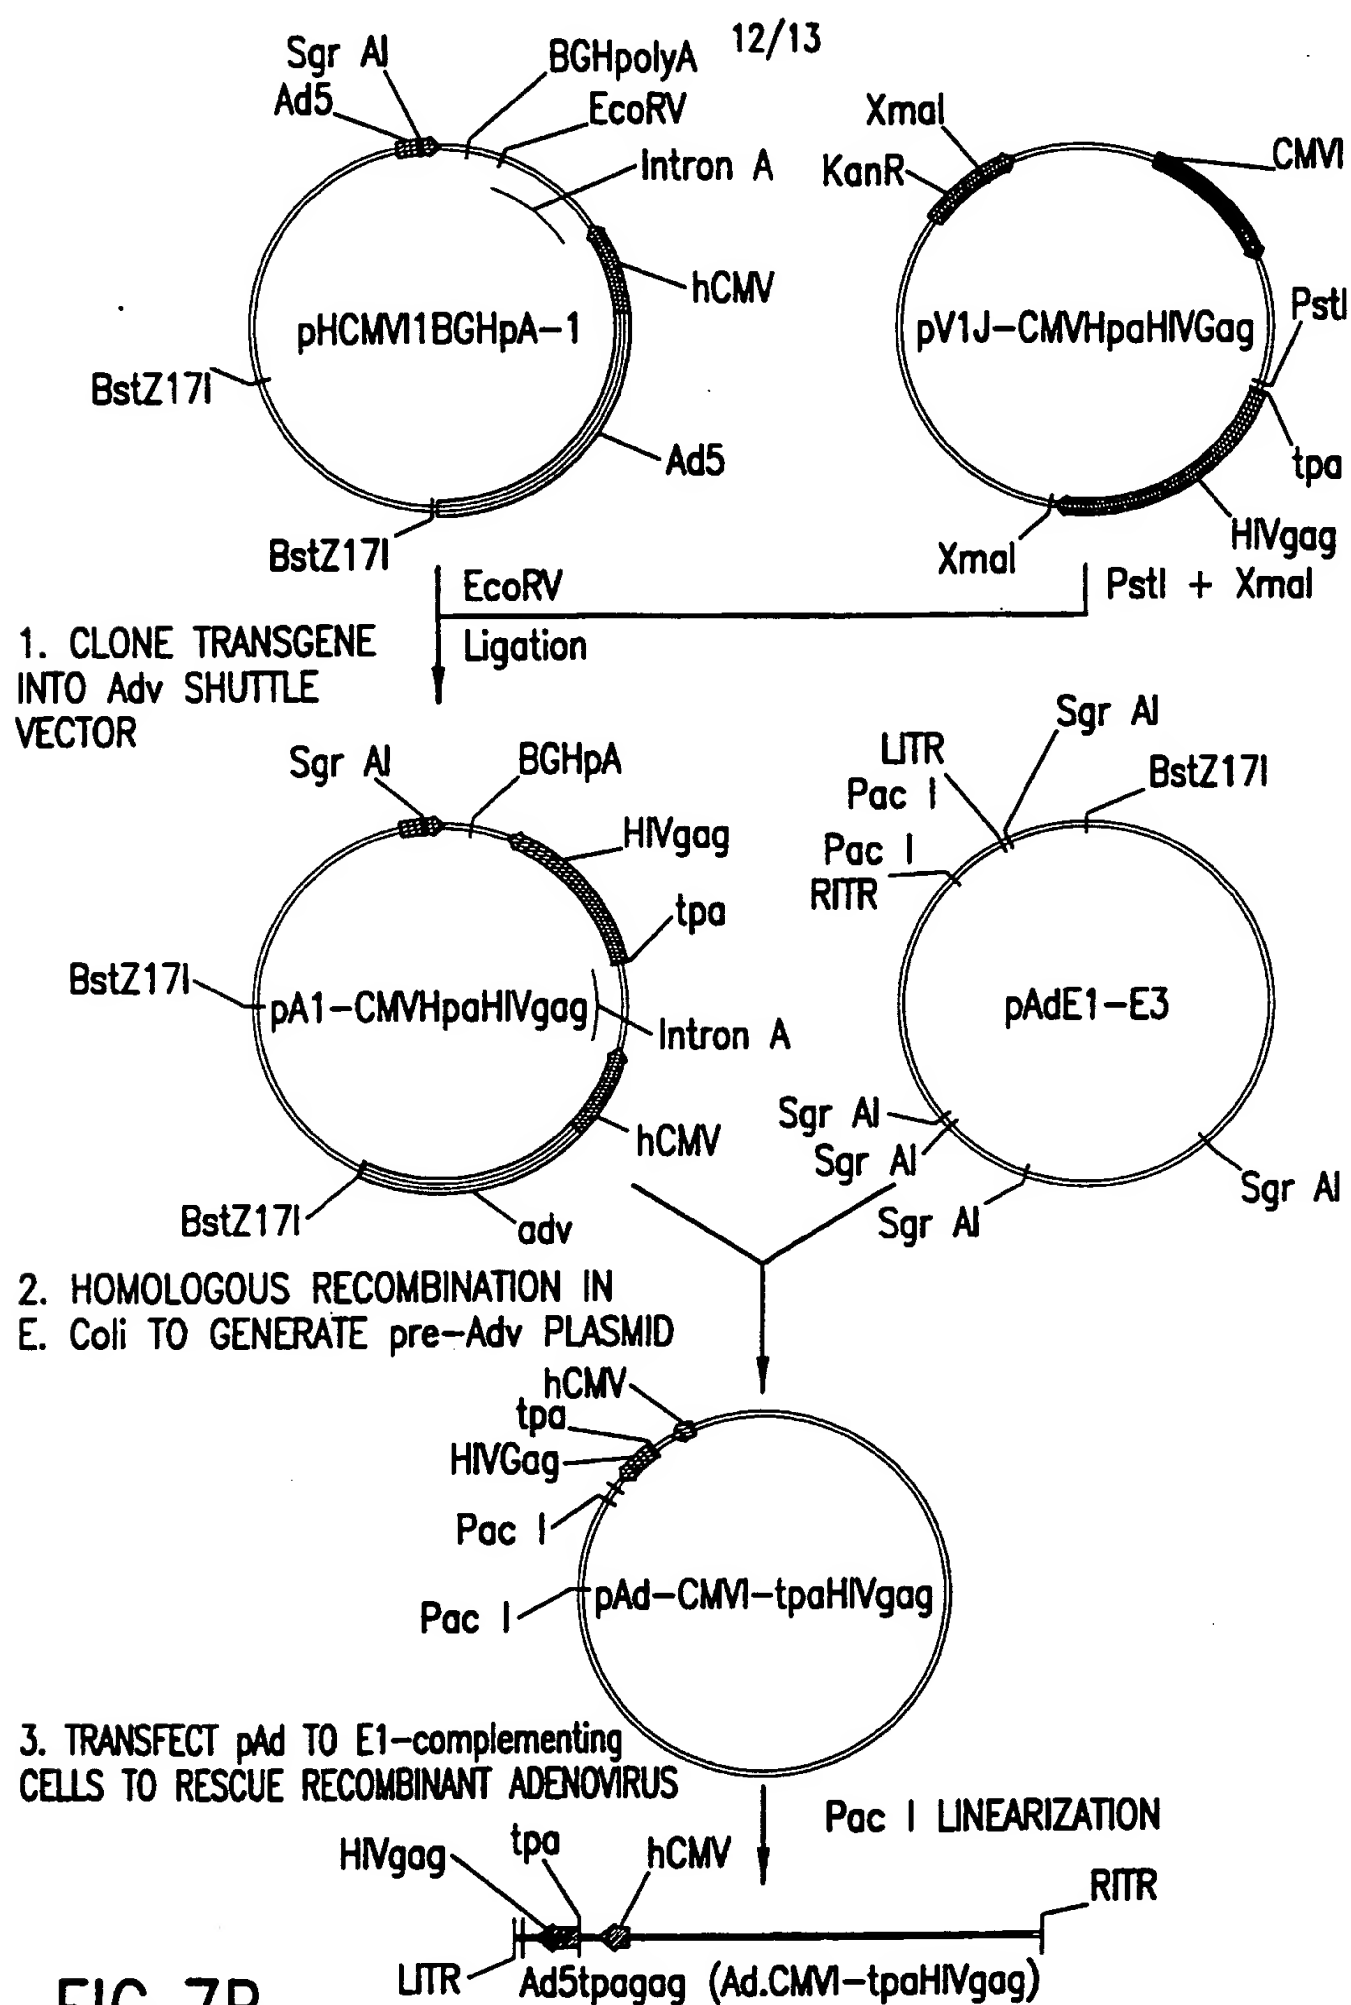 12/13
Sgr AI
Ad5
BGHpolyA
EcoRV
Intron A
hCMV
pHCMVI1BGHpA-1
BstZ17I
Ad5
BstZ17I
XmaI
KanR
CMVI
PstI
pV1J-CMVHpaHIVGag
tpa
HIVgag
XmaI
EcoRV
PstI + XmaI
Ligation
1. CLONE TRANSGENE
INTO Adv SHUTTLE
VECTOR
Sgr AI
BGHpA
HIVgag
tpa
BstZ17I
pA1-CMVHpaHIVgag
Intron A
hCMV
BstZ17I
adv
Sgr AI
LITR
Pac I
BstZ17I
Pac I
RITR
pAdE1-E3
Sgr AI
Sgr AI
Sgr AI
Sgr AI
2. HOMOLOGOUS RECOMBINATION IN
E. Coli TO GENERATE pre-Adv PLASMID
hCMV
tpa
HIVGag
Pac I
Pac I
pAd-CMVI-tpaHIVgag
3. TRANSFECT pAd TO E1-complementing
CELLS TO RESCUE RECOMBINANT ADENOVIRUS
Pac I LINEARIZATION
HIVgag
tpa
hCMV
RITR
LITR
Ad5tpagag (Ad.CMVI-tpaHIVgag)
FIG. 7B